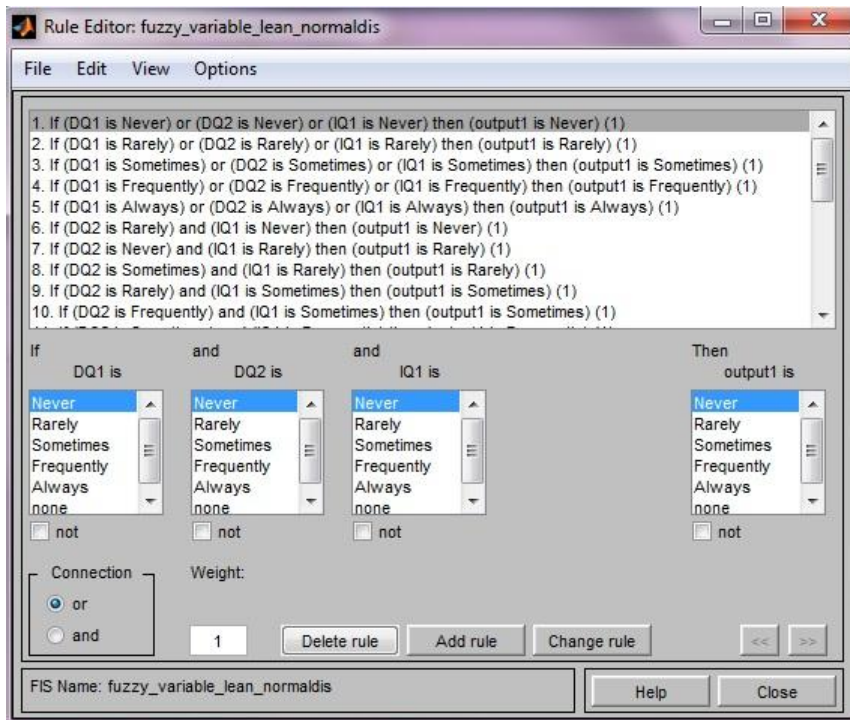 Rule Editor: fuzzy_variable_lean_normaldis
File Edit View Options
1. If (DQ1 is Never) or (DQ2 is Never) or (IQ1 is Never) then (output1 is Never) (1)
2. If (DQ1 is Rarely) or (DQ2 is Rarely) or (IQ1 is Rarely) then (output1 is Rarely) (1)
3. If (DQ1 is Sometimes) or (DQ2 is Sometimes) or (IQ1 is Sometimes) then (output1 is Sometimes) (1)
4. If (DQ1 is Frequently) or (DQ2 is Frequently) or (IQ1 is Frequently) then (output1 is Frequently) (1)
5. If (DQ1 is Always) or (DQ2 is Always) or (IQ1 is Always) then (output1 is Always) (1)
6. If (DQ2 is Rarely) and (IQ1 is Never) then (output1 is Never) (1)
7. If (DQ2 is Never) and (IQ1 is Rarely) then (output1 is Rarely) (1)
8. If (DQ2 is Sometimes) and (IQ1 is Rarely) then (output1 is Rarely) (1)
9. If (DQ2 is Rarely) and (IQ1 is Sometimes) then (output1 is Sometimes) (1)
10. If (DQ2 is Frequently) and (IQ1 is Sometimes) then (output1 is Sometimes) (1)
If and and Then
DQ1 is DQ2 is IQ1 is output1 is
Never Never Never Never
Rarely Rarely Rarely Rarely
Sometimes Sometimes Sometimes Sometimes
Frequently Frequently Frequently Frequently
Always Always Always Always
none none none none
not not not not
Connection Weight:
or
and 1 Delete rule Add rule Change rule << >>
FIS Name: fuzzy_variable_lean_normaldis Help Close